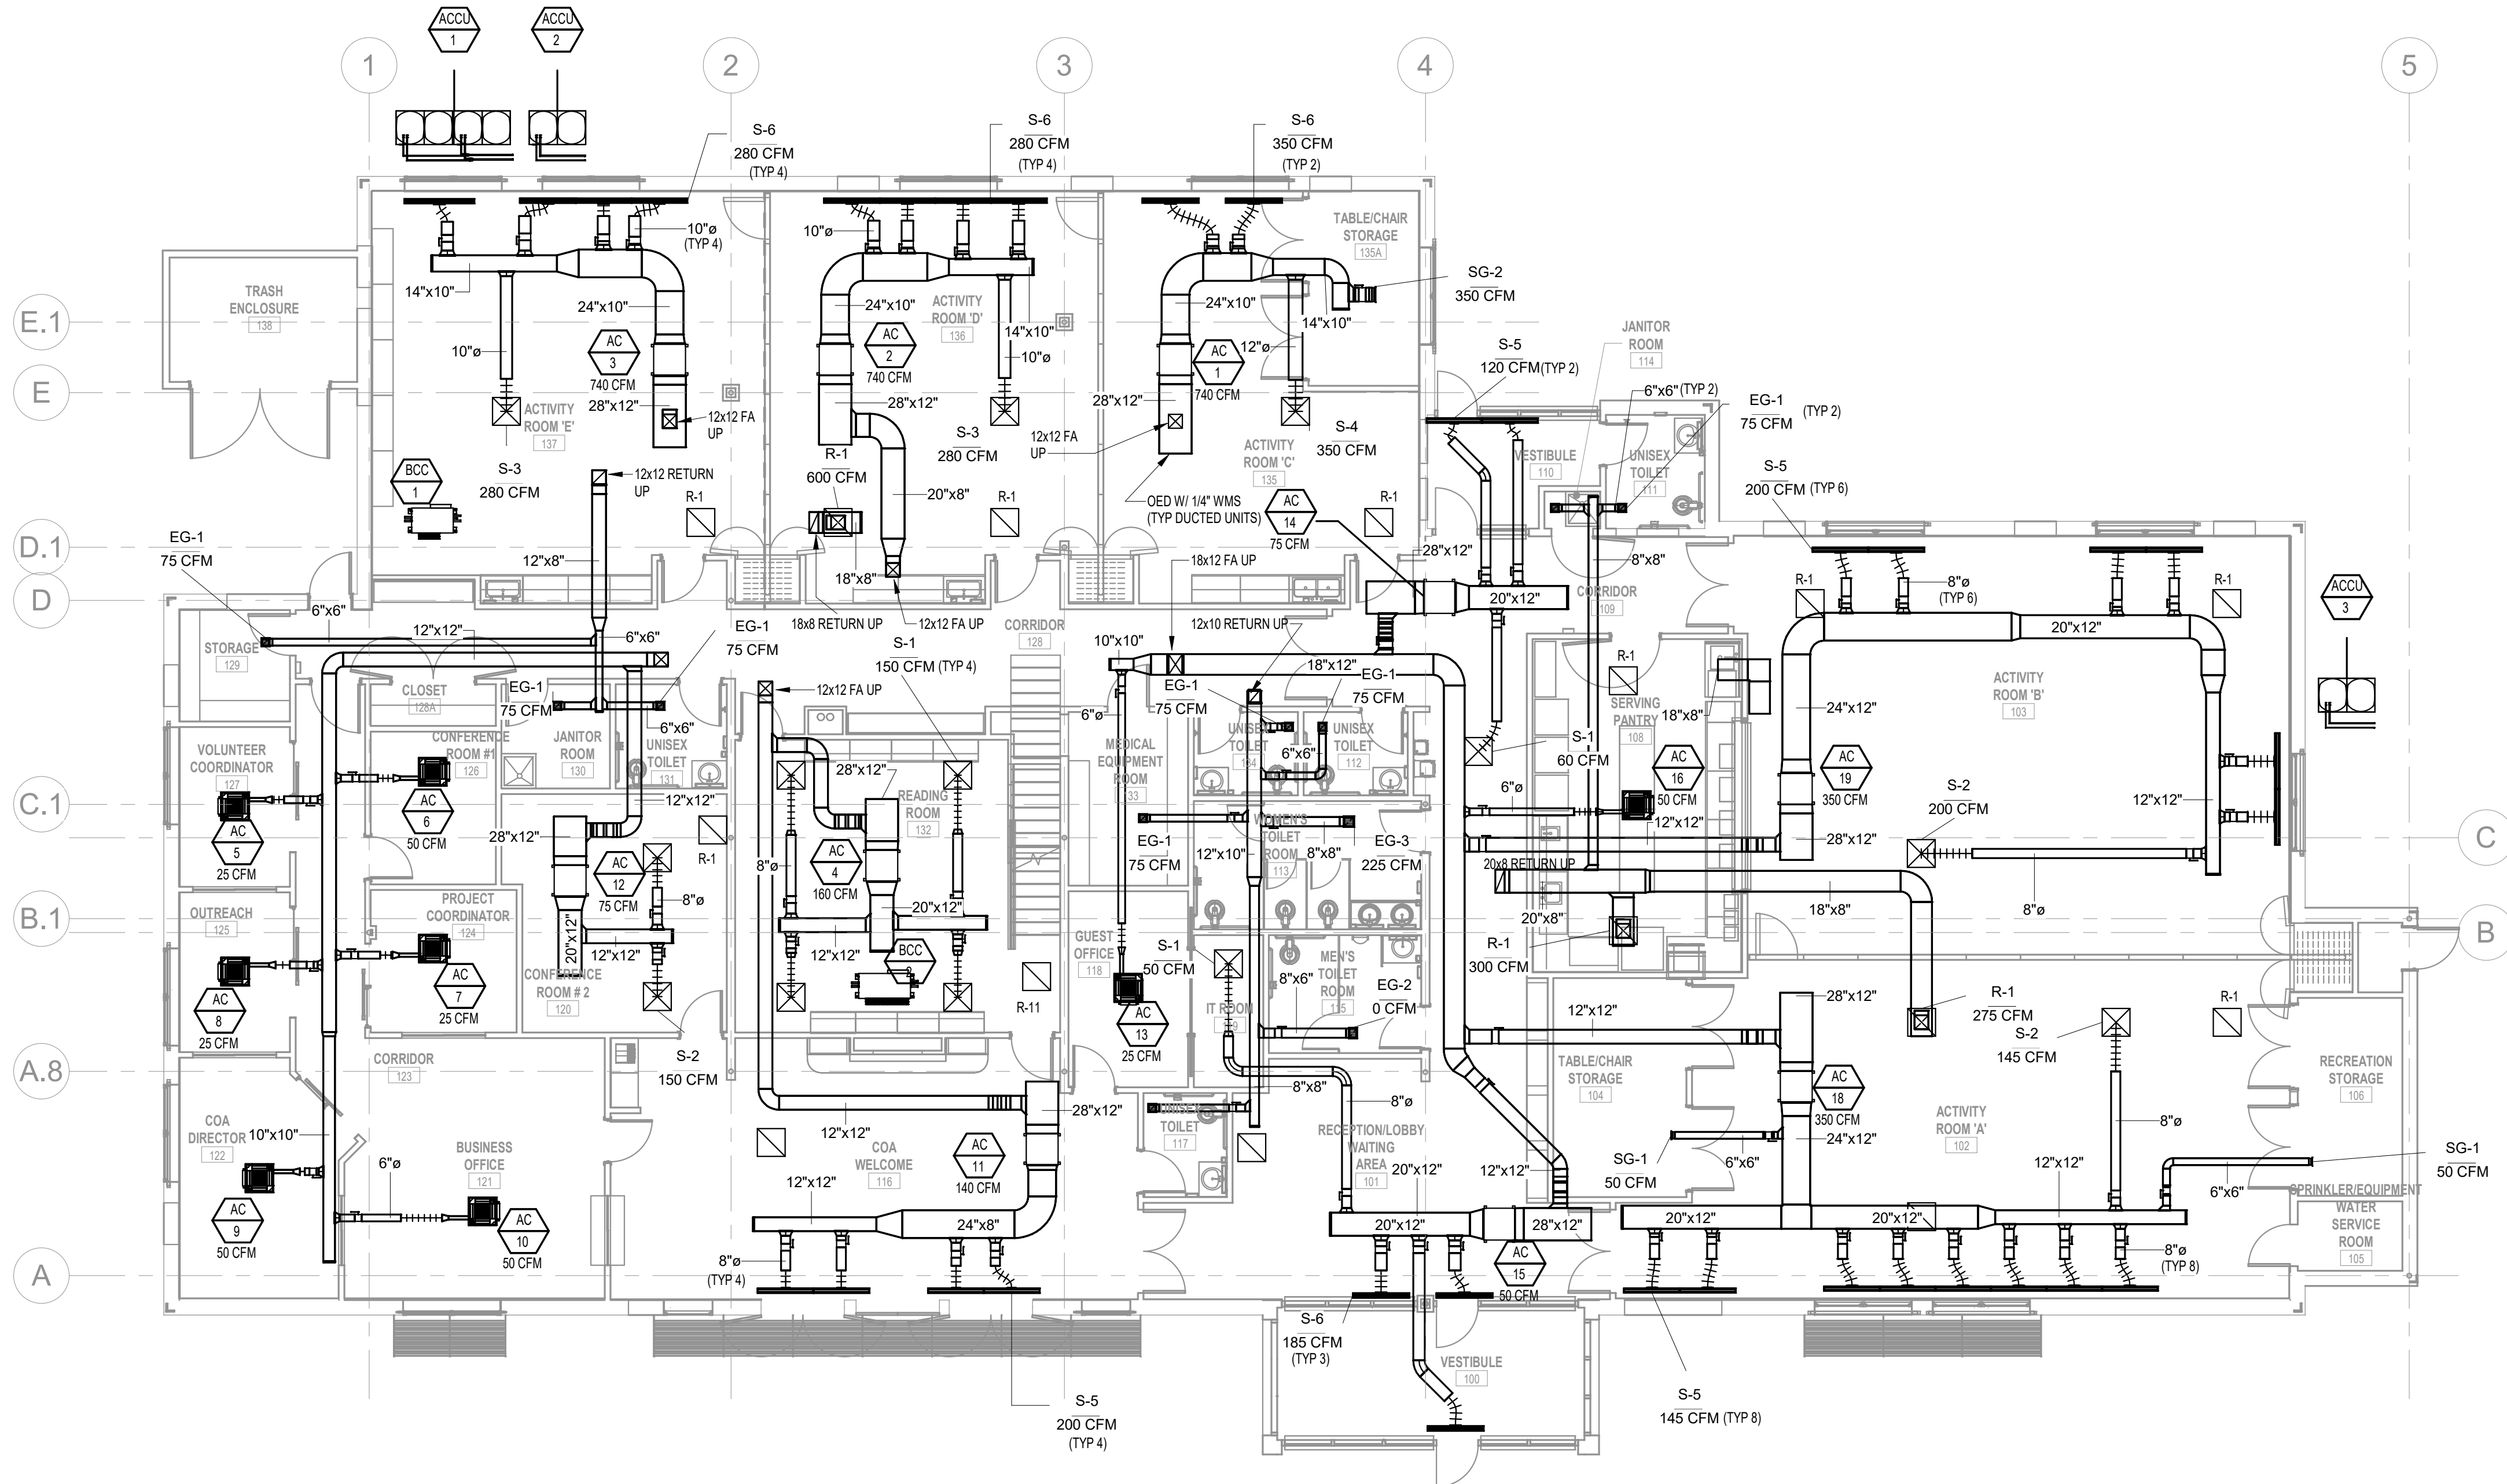 ACCU
1
ACCU
2
1
2
3
4
5
S-6
280 CFM
(TYP 4)
S-6
280 CFM
(TYP 4)
S-6
350 CFM
(TYP 2)
10"ø
(TYP 4)
10"ø
TABLE/CHAIR
STORAGE
135A
SG-2
350 CFM
TRASH
ENCLOSURE
138
14"x10"
24"x10"
24"x10"
ACTIVITY
ROOM 'D'
136
14"x10"
24"x10"
14"x10"
E.1
JANITOR
ROOM
114
10"ø
AC
3
740 CFM
AC
2
740 CFM
10"ø
AC
1
740 CFM
12"ø
S-5
120 CFM (TYP 2)
6"x6" (TYP 2)
EG-1
75 CFM
(TYP 2)
E
28"x12"
12x12 FA
UP
28"x12"
28"x12"
ACTIVITY
ROOM 'E'
137
S-3
280 CFM
12x12 FA
UP
S-4
350 CFM
R-1
600 CFM
ACTIVITY
ROOM 'C'
135
VESTIBULE
110
UNISEX
TOILET
111
BCC
1
S-3
280 CFM
12x12 RETURN
UP
R-1
20"x8"
R-1
OED W/ 1/4" WMS
(TYP DUCTED UNITS)
AC
14
75 CFM
R-1
S-5
200 CFM (TYP 6)
EG-1
75 CFM
D.1
12"x8"
18"x8"
18x12 FA UP
28"x12"
8"x8"
D
6"x6"
12"x12"
6"x6"
EG-1
75 CFM
18x8 RETURN UP
12x12 FA UP
CORRIDOR
128
12x10 RETURN UP
20"x12"
CORRIDOR
109
R-1
8"ø
(TYP 6)
20"x12"
R-1
ACCU
3
STORAGE
129
S-1
150 CFM (TYP 4)
10"x10"
18"x12"
R-1
CLOSET
128A
EG-1
75 CFM
6"x6"
12x12 FA UP
6"ø
EG-1
75 CFM
EG-1
75 CFM
SERVING
PANTRY
108
18"x8"
24"x12"
ACTIVITY
ROOM 'B'
103
VOLUNTEER
COORDINATOR
127
CONFERENCE
ROOM #1
126
JANITOR
ROOM
130
UNISEX
TOILET
131
28"x12"
READING
ROOM
132
MEDICAL
EQUIPMENT
ROOM
133
UNISEX
TOILET
134
6"x6"
UNISEX
TOILET
112
S-1
60 CFM
AC
16
50 CFM
AC
19
350 CFM
S-2
200 CFM
12"x12"
C.1
AC
5
25 CFM
AC
6
50 CFM
12"x12"
28"x12"
R-1
AC
12
75 CFM
8"ø
AC
4
160 CFM
EG-1
75 CFM
12"x10"
WOMEN'S
TOILET
ROOM
113
8"x8"
EG-3
225 CFM
6"ø
12"x12"
28"x12"
C
20x8 RETURN UP
B.1
OUTREACH
125
PROJECT
COORDINATOR
124
8"ø
20"x12"
12"x12"
20"x12"
12"x12"
20"x8"
18"x8"
8"ø
B
AC
8
25 CFM
AC
7
25 CFM
CONFERENCE
ROOM # 2
120
BCC
R-11
GUEST
OFFICE
118
S-1
50 CFM
AC
13
25 CFM
8"x6"
MEN'S
TOILET
ROOM
115
EG-2
0 CFM
IT ROOM
R-1
300 CFM
28"x12"
12"x12"
R-1
275 CFM
S-2
145 CFM
R-1
A.8
CORRIDOR
123
S-2
150 CFM
28"x12"
8"x8"
8"ø
TABLE/CHAIR
STORAGE
104
AC
18
350 CFM
24"x12"
ACTIVITY
ROOM 'A'
102
8"ø
RECREATION
STORAGE
106
COA
DIRECTOR
122
10"x10"
6"ø
BUSINESS
OFFICE
121
12"x12"
COA
WELCOME
116
AC
11
140 CFM
UNISEX
TOILET
117
RECEPTION/LOBBY
WAITING
AREA
101
20"x12"
12"x12"
SG-1
50 CFM
6"x6"
12"x12"
6"x6"
SG-1
50 CFM
AC
9
50 CFM
AC
10
50 CFM
12"x12"
24"x8"
20"x12"
28"x12"
20"x12"
20"x12"
SPRINKLER/EQUIPMENT
WATER
SERVICE
ROOM
105
A
8"ø
(TYP 4)
AC
15
50 CFM
8"ø
(TYP 8)
S-6
185 CFM
(TYP 3)
VESTIBULE
100
S-5
200 CFM
(TYP 4)
S-5
145 CFM (TYP 8)